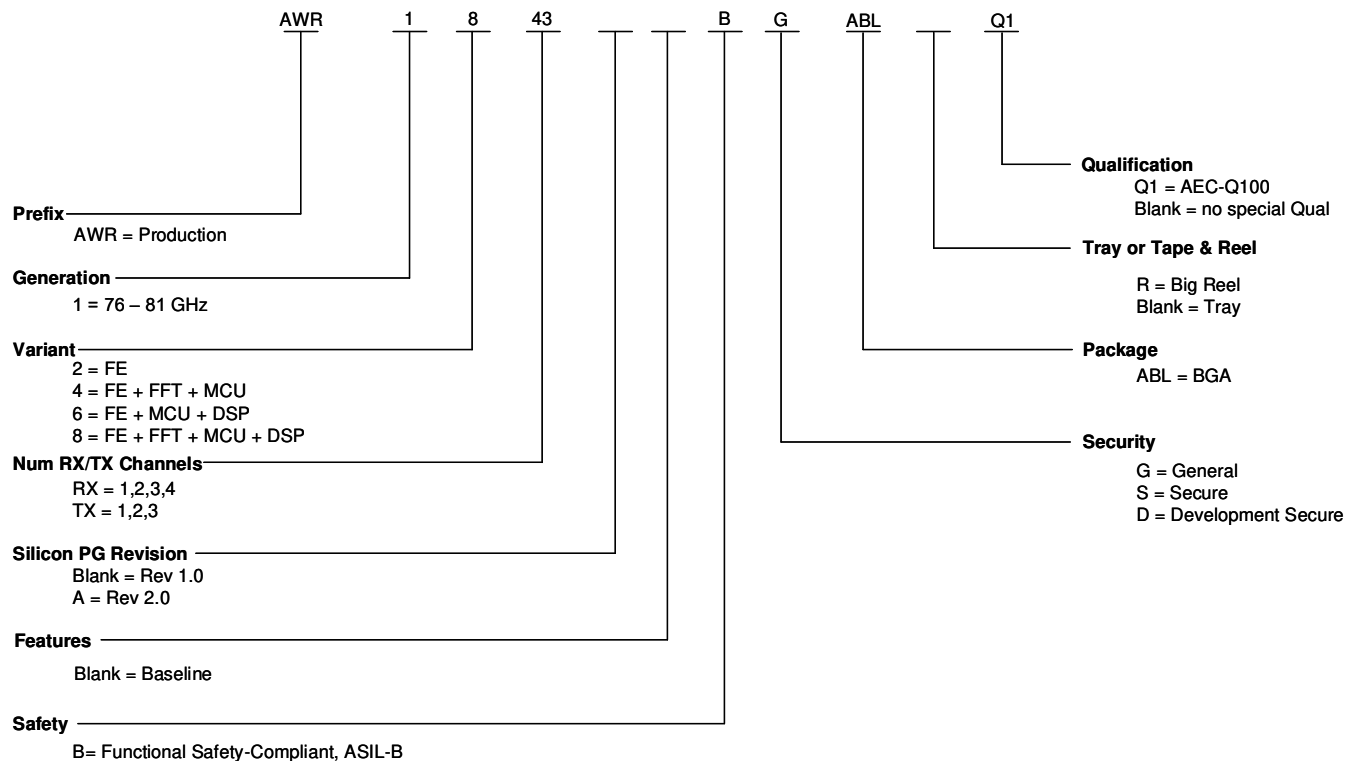 AWR 1 8 43 B G ABL Q1
Qualification
Q1 = AEC-Q100
Blank = no special Qual
Prefix
AWR = Production
Tray or Tape & Reel
R = Big Reel
Blank = Tray
Generation
1 = 76 – 81 GHz
Variant
2 = FE
4 = FE + FFT + MCU
6 = FE + MCU + DSP
8 = FE + FFT + MCU + DSP
Package
ABL = BGA
Num RX/TX Channels
RX = 1,2,3,4
TX = 1,2,3
Security
G = General
S = Secure
D = Development Secure
Silicon PG Revision
Blank = Rev 1.0
A = Rev 2.0
Features
Blank = Baseline
Safety
B= Functional Safety-Compliant, ASIL-B